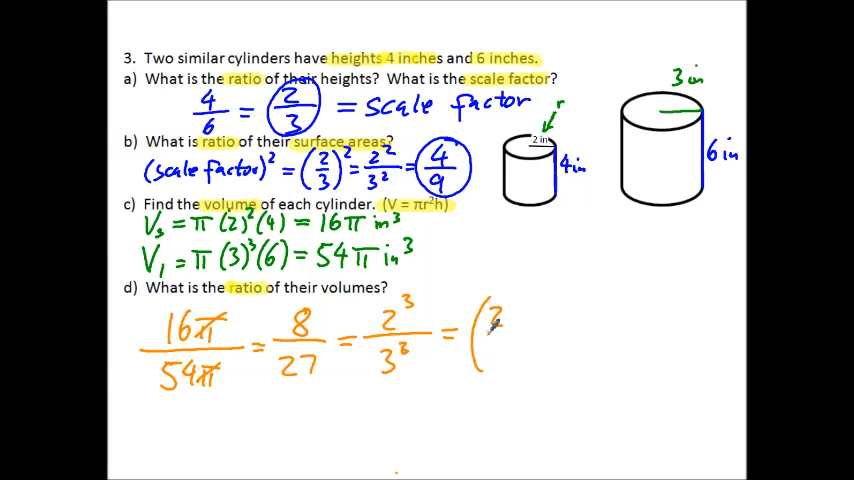 3. Two similar cylinders have heights 4 inches and 6 inches.
a) What is the ratio of their heights? What is the scale factor?
4/6 = 2/3 = scale factor
b) What is ratio of their surface areas?
(scale factor)² = (2/3)² = 2²/3² = 4/9
c) Find the volume of each cylinder. (V = πr²h)
Vs = π(2)²(4) = 16π in³
V₁ = π(3)³(6) = 54π in³
d) What is the ratio of their volumes?
16π/54π = 8/27 = 2³/3³ = (2
r
2 in
4in
3 in
6 in